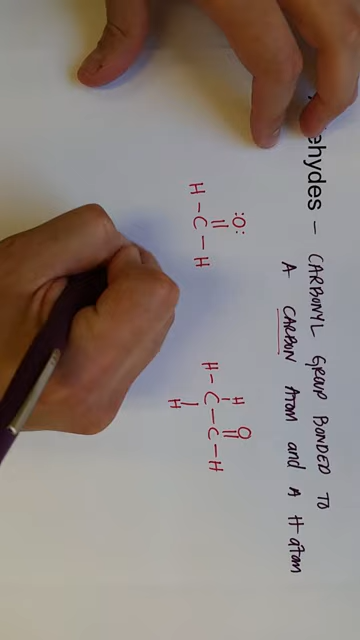 ehydes – CARBONYL GROUP BONDED TO
A CARBON ATOM and A H atom
:O:
||
H – C – H
H O
| ||
H – C – C – H
|
H